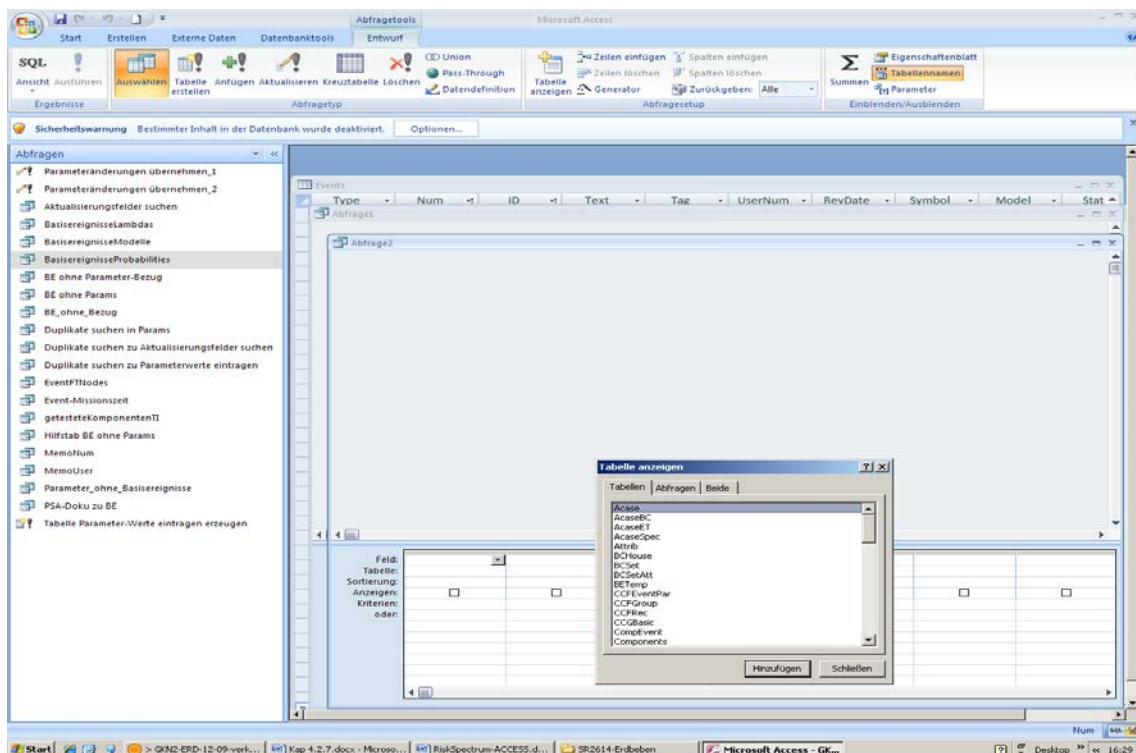 Abfragetools
Microsoft Access
Start Erstellen Externe Daten Datenbanktools Entwurf
SQL
Ansicht Ausführen Auswählen Tabelle erstellen Anfügen Aktualisieren Kreuztabelle Löschen
Union
Pass-Through
Datendefinition
Tabelle anzeigen
Zeilen einfügen Spalten einfügen
Zeilen löschen Spalten löschen
Generator Zurückgeben: Alle
Summen
Eigenschaftenblatt
Tabellennamen
Parameter
Ergebnisse Abfragetyp Abfragesetup Einblenden/Ausblenden
Sicherheitswarnung Bestimmter Inhalt in der Datenbank wurde deaktiviert. Optionen...
Abfragen
Parameteränderungen übernehmen_1
Parameteränderungen übernehmen_2
Aktualisierungsfelder suchen
BasisereignisseLambdas
BasisereignisseModelle
BasisereignisseProbabilities
BE ohne Parameter-Bezug
BE ohne Params
BE_ohne_Bezug
Duplikate suchen in Params
Duplikate suchen zu Aktualisierungsfelder suchen
Duplikate suchen zu Parameterwerte eintragen
EventFTNodes
Event-Missionszeit
getesteteKomponentenTI
Hilfstab BE ohne Params
MemoNum
MemoUser
Parameter_ohne_Basisereignisse
PSA-Doku zu BE
Tabelle Parameter-Werte eintragen erzeugen
Events
Type Num ID Text Tag UserNum RevDate Symbol Model Stat
Abfrage1
Abfrage2
Tabelle anzeigen
Tabellen Abfragen Beide
Acase
AcaseBC
AcaseET
AcaseSpec
Attrib
BCHouse
BCSet
BCSetAtt
BETemp
CCFEventPar
CCFGroup
CCFRec
CCGBasic
CompEvent
Components
Hinzufügen Schließen
Feld:
Tabelle:
Sortierung:
Anzeigen:
Kriterien:
oder:
Num SQL
Start > GKN2-ERD-12-09-verk... Kap 4.2.7.docx - Microso... RiskSpectrum-ACCESS.d... SR2614-Erdbeben Microsoft Access - GK... Desktop 16:20